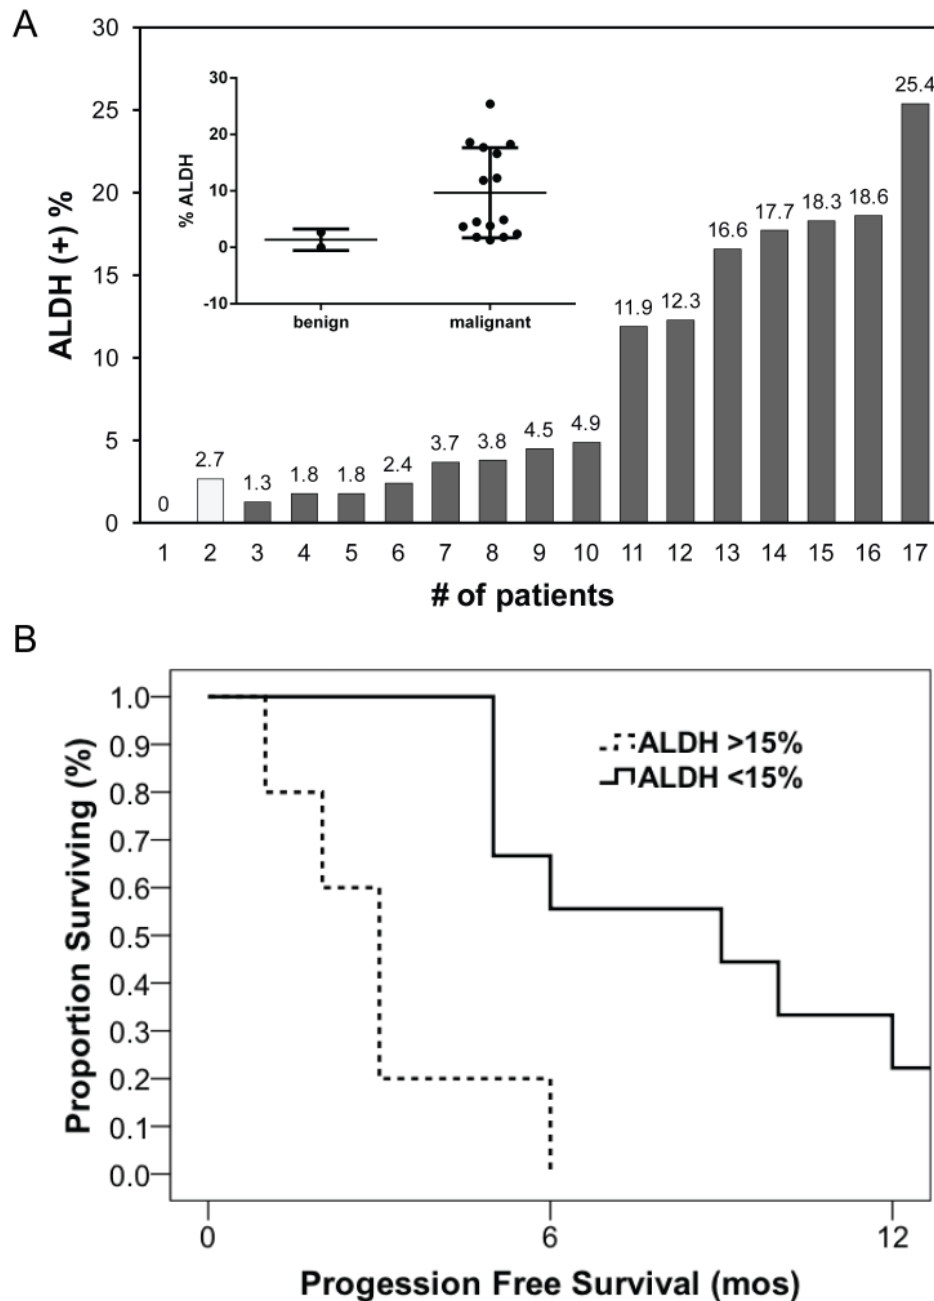 A
30
25
20
15
10
5
0
ALDH (+) %
30
20
10
0
-10
% ALDH
benign malignant
0 2.7 1.3 1.8 1.8 2.4 3.7 3.8 4.5 4.9 11.9 12.3 16.6 17.7 18.3 18.6 25.4
1 2 3 4 5 6 7 8 9 10 11 12 13 14 15 16 17
# of patients
B
1.0
0.9
0.8
0.7
0.6
0.5
0.4
0.3
0.2
0.1
0.0
Proportion Surviving (%)
ALDH >15%
ALDH <15%
0 6 12
Progession Free Survival (mos)